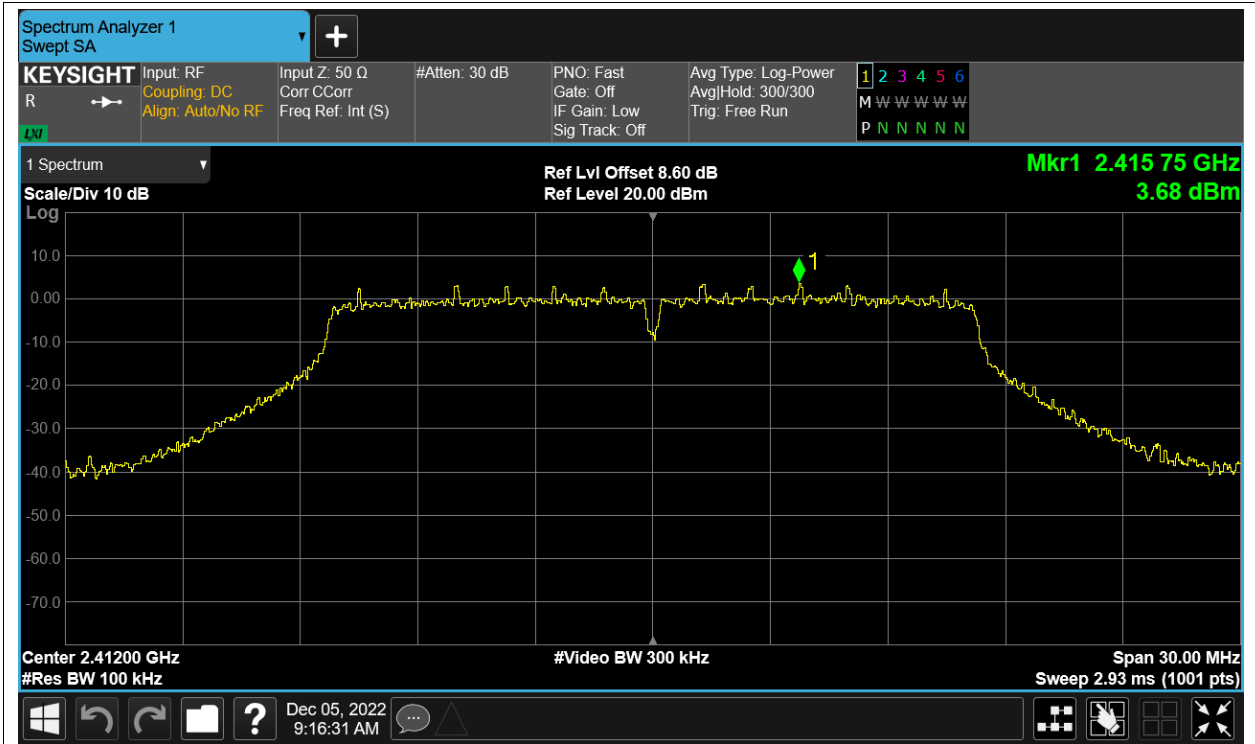 Spectrum Analyzer 1
Swept SA
KEYSIGHT
R
LXI
Input: RF
Coupling: DC
Align: Auto/No RF
Input Z: 50 Ω
Corr CCorr
Freq Ref: Int (S)
#Atten: 30 dB
PNO: Fast
Gate: Off
IF Gain: Low
Sig Track: Off
Avg Type: Log-Power
Avg|Hold: 300/300
Trig: Free Run
1 2 3 4 5 6
M W W W W W
P N N N N N
1 Spectrum
Scale/Div 10 dB
Ref Lvl Offset 8.60 dB
Ref Level 20.00 dBm
Mkr1 2.415 75 GHz
3.68 dBm
Log
10.0
0.00
-10.0
-20.0
-30.0
-40.0
-50.0
-60.0
-70.0
1
Center 2.41200 GHz
#Res BW 100 kHz
#Video BW 300 kHz
Span 30.00 MHz
Sweep 2.93 ms (1001 pts)
?
Dec 05, 2022
9:16:31 AM